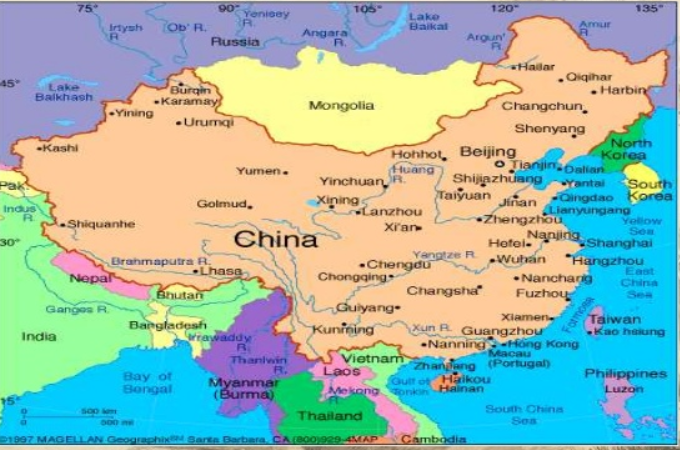 75°
90°
105°
120°
135°
Irtysh
R.
Ob' R.
Yenisey
R.
Angara
R.
Lake
Baikal
Argun'
R.
Amur
R.
Russia
Hailar
Qiqihar
Harbin
45°
Lake
Balkhash
Burqin
Karamay
Yining
Urumqi
Mongolia
Changchun
Shenyang
Kashi
Hohhot
Beijing
North
Korea
Yumen
Yinchuan
Huang
R.
Shijiazhuang
Tianjin
Dalian
Pak.
Xining
Taiyuan
Jinan
Yantai
South
Korea
Indus
R.
Golmud
Lanzhou
Qingdao
Lianyungang
Shiquanhe
Xi'an
Zhengzhou
Yellow
Sea
30°
China
Nanjing
Hefei
Shanghai
Brahmaputra R.
Lhasa
Chengdu
Yangtze R.
Wuhan
Hangzhou
Nepal
Chongqing
Nanchang
East
China
Sea
Bhutan
Changsha
Fuzhou
Ganges R.
Guiyang
Xiamen
Formosa
Taiwan
Bangladesh
Kunming
Xun R.
Guangzhou
Kao hsiung
India
Irrawaddy
R.
Nanning
Hong Kong
Macau
(Portugal)
Thanlwin
R.
Vietnam
Zhanjiang
Laos
Bay of
Bengal
Myanmar
(Burma)
Mekong
R.
Gulf of
Tonkin
Haikou
Hainan
Philippines
Luzon
15°
0
500 km
0
500 mi
Thailand
South China
Sea
©1997 MAGELLAN Geographix Santa Barbara, CA (800)929-4MAP
Cambodia